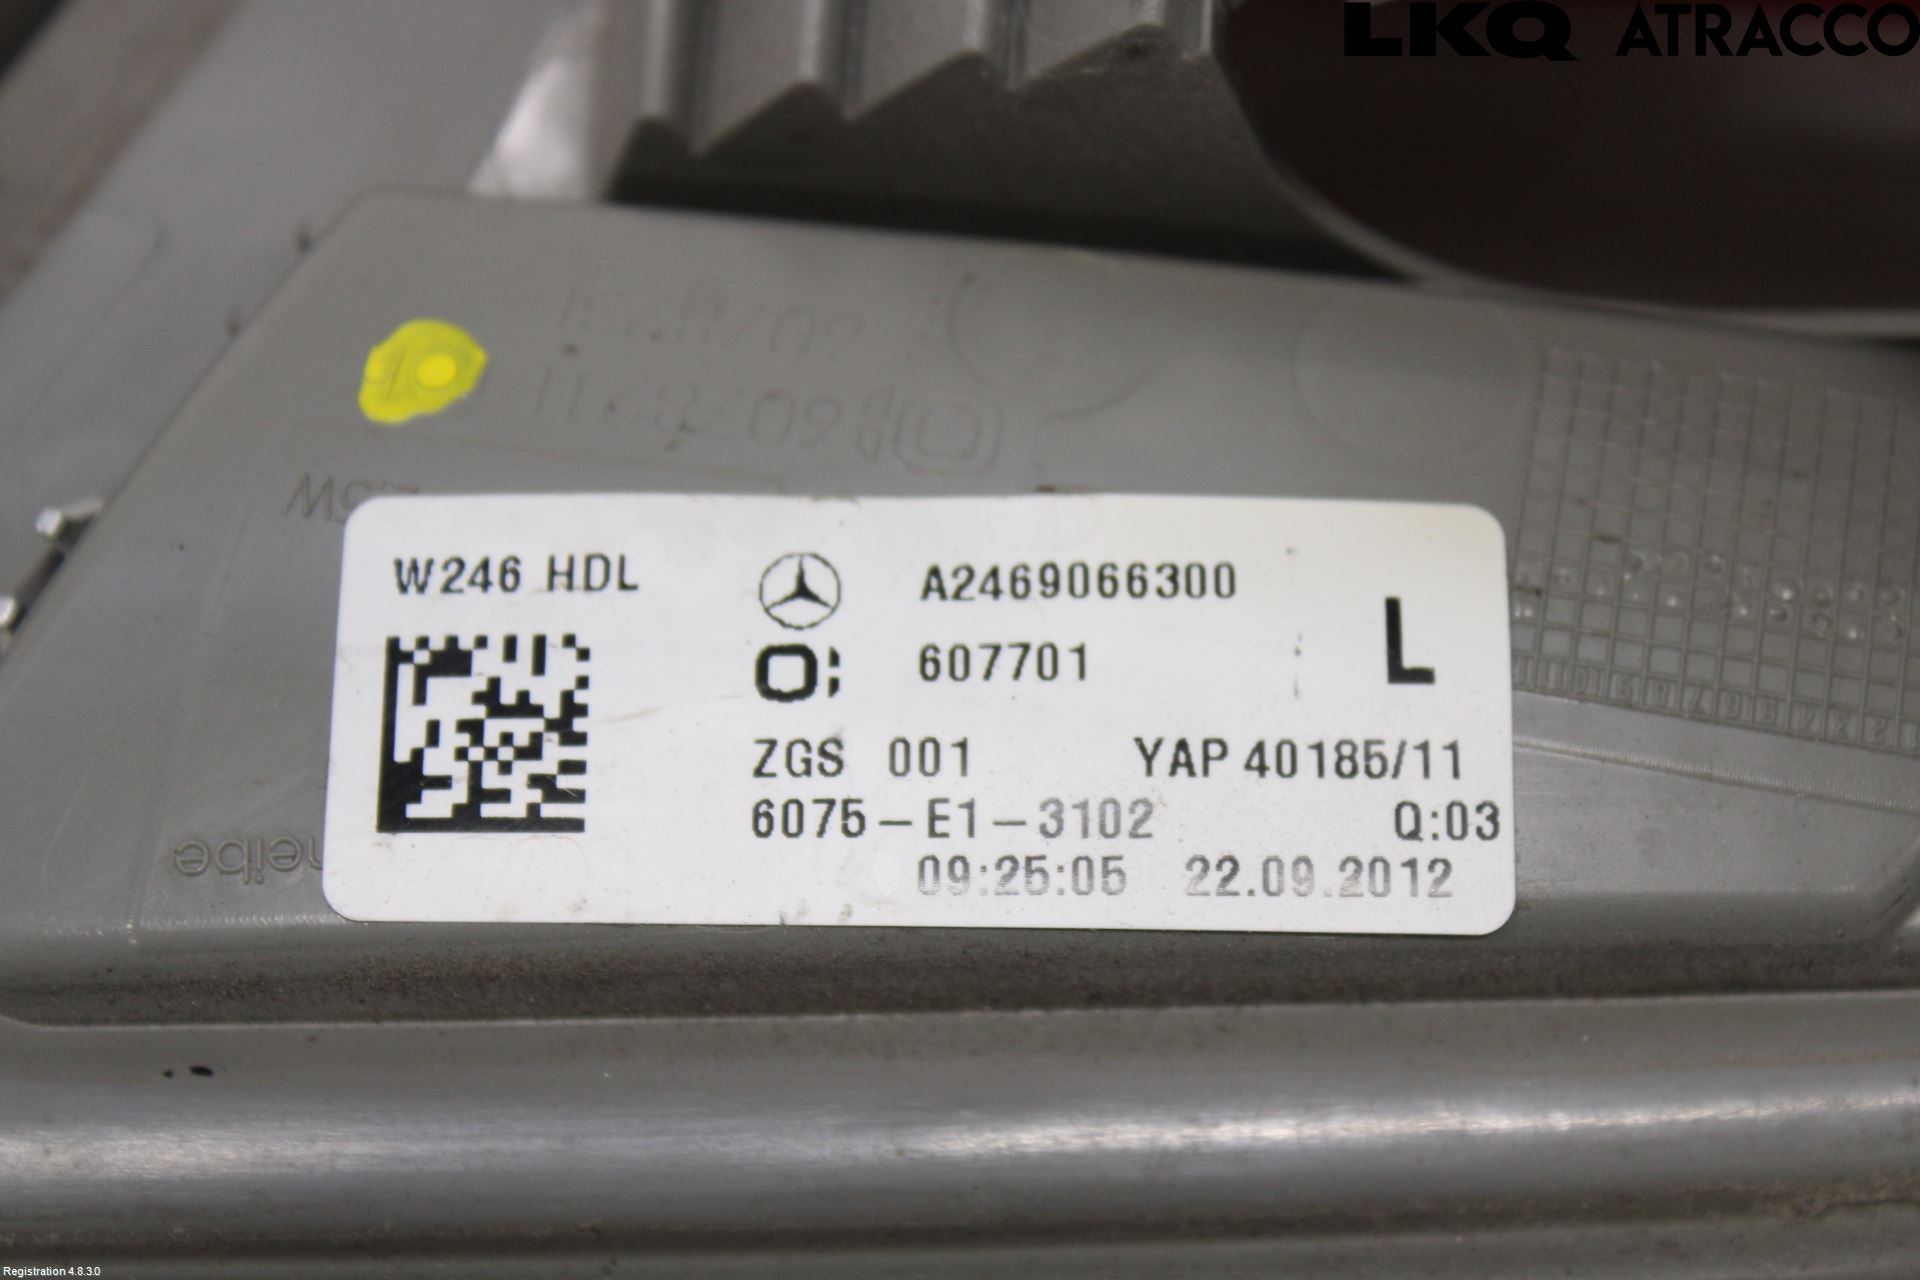 LKQ ATRACCO
W246 HDL
A2469066300
607701
L
ZGS 001 YAP 40185/11
6075-E1-3102 Q:03
09:25:05 22.09.2012
Registration 4.8.3.0